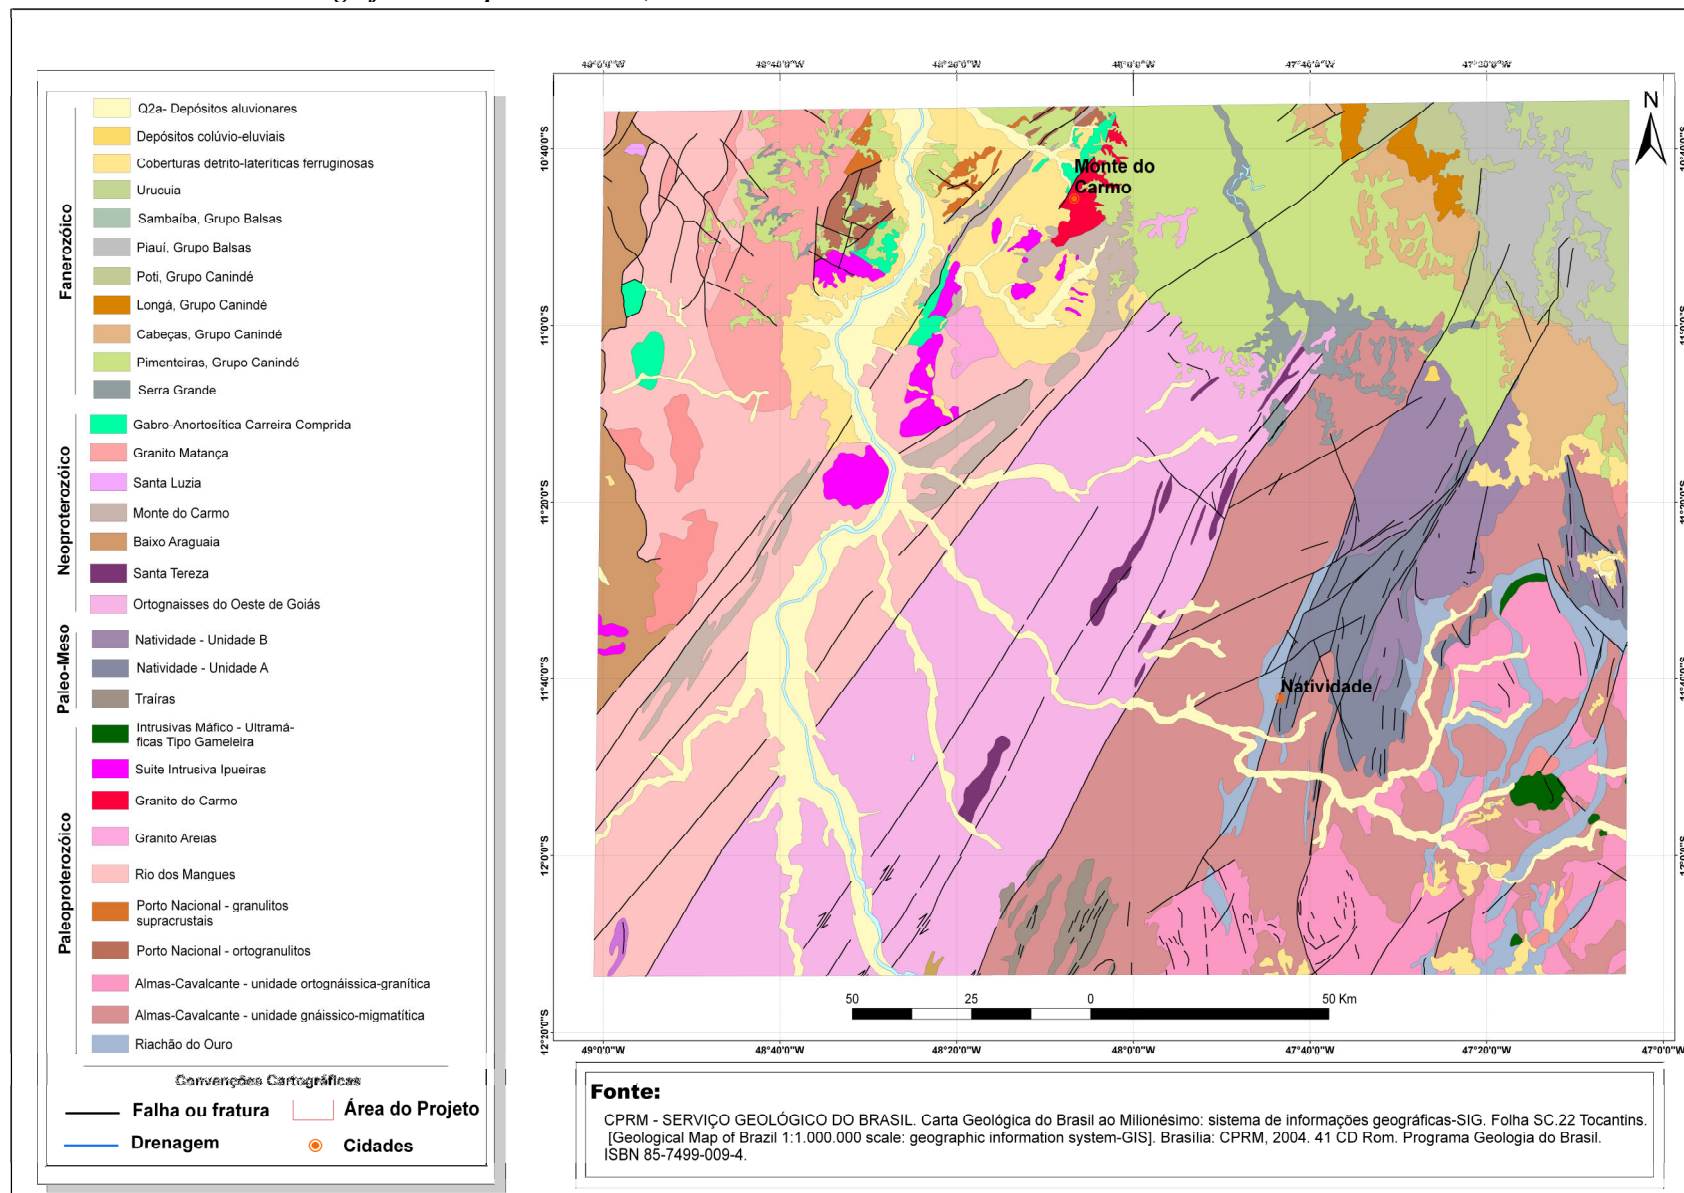 Fanerozóico
Q2a- Depósitos aluvionares
Depósitos colúvio-eluviais
Coberturas detrito-lateríticas ferruginosas
Urucuia
Sambaíba, Grupo Balsas
Piauí, Grupo Balsas
Poti, Grupo Canindé
Longá, Grupo Canindé
Cabeças, Grupo Canindé
Pimenteiras, Grupo Canindé
Serra Grande
Neoproterozóico
Gabro-Anortosítica Carreira Comprida
Granito Matança
Santa Luzia
Monte do Carmo
Baixo Araguaia
Santa Tereza
Ortognaisses do Oeste de Goiás
Paleo-Meso
Natividade - Unidade B
Natividade - Unidade A
Traíras
Paleoproterozóico
Intrusivas Máfico - Ultramá-
ficas Tipo Gameleira
Suite Intrusiva Ipueiras
Granito do Carmo
Granito Areias
Rio dos Mangues
Porto Nacional - granulitos
supracrustais
Porto Nacional - ortogranulitos
Almas-Cavalcante - unidade ortognáissica-granítica
Almas-Cavalcante - unidade gnáissico-migmatítica
Riachão do Ouro
Convenções Cartográficas
Falha ou fratura
Área do Projeto
Drenagem
Cidades
N
Monte do
Carmo
Natividade
10°40'0"S
11°0'0"S
11°20'0"S
11°40'0"S
12°0'0"S
12°20'0"S
50 25 0 50 Km
49°0'0"W 48°40'0"W 48°20'0"W 48°0'0"W 47°40'0"W 47°20'0"W 47°0'0"W
Fonte:
CPRM - SERVIÇO GEOLÓGICO DO BRASIL. Carta Geológica do Brasil ao Milionésimo: sistema de informações geográficas-SIG. Folha SC.22 Tocantins.
[Geological Map of Brazil 1:1.000.000 scale: geographic information system-GIS]. Brasília: CPRM, 2004. 41 CD Rom. Programa Geologia do Brasil.
ISBN 85-7499-009-4.